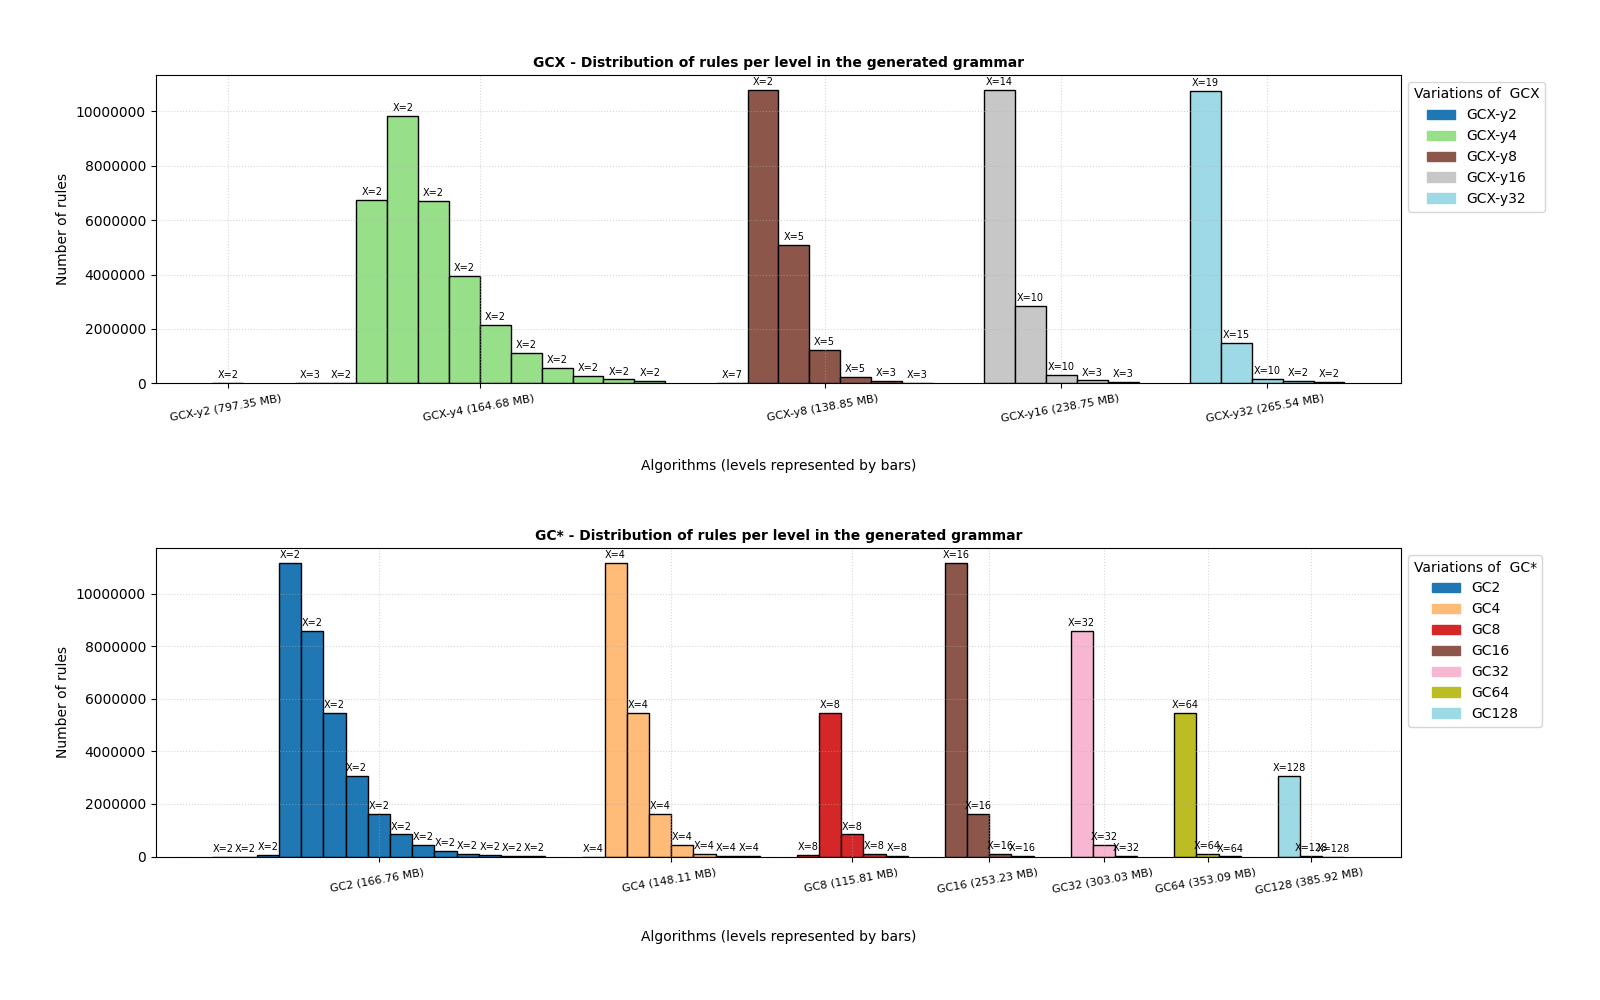 GCX - Distribution of rules per level in the generated grammar
Number of rules
10000000
8000000
6000000
4000000
2000000
0
X=2
X=3 X=2 X=2 X=2 X=2 X=2 X=2 X=2 X=2 X=2 X=2 X=2
X=7 X=2 X=5 X=5 X=5 X=3 X=3
X=14 X=10 X=10 X=3 X=3
X=19 X=15 X=10 X=2 X=2
GCX-y2 (797.35 MB)
GCX-y4 (164.68 MB)
GCX-y8 (138.85 MB)
GCX-y16 (238.75 MB)
GCX-y32 (265.54 MB)
Algorithms (levels represented by bars)
Variations of  GCX
GCX-y2
GCX-y4
GCX-y8
GCX-y16
GCX-y32
GC* - Distribution of rules per level in the generated grammar
Number of rules
10000000
8000000
6000000
4000000
2000000
0
X=2 X=2 X=2 X=2 X=2 X=2 X=2 X=2 X=2 X=2 X=2 X=2 X=2 X=2 X=2
X=4 X=4 X=4 X=4 X=4 X=4 X=4 X=4
X=8 X=8 X=8 X=8 X=8
X=16 X=16 X=16 X=16
X=32 X=32 X=32
X=64 X=64 X=64
X=128 X=128 X=128
GC2 (166.76 MB)
GC4 (148.11 MB)
GC8 (115.81 MB)
GC16 (253.23 MB)
GC32 (303.03 MB)
GC64 (353.09 MB)
GC128 (385.92 MB)
Algorithms (levels represented by bars)
Variations of  GC*
GC2
GC4
GC8
GC16
GC32
GC64
GC128